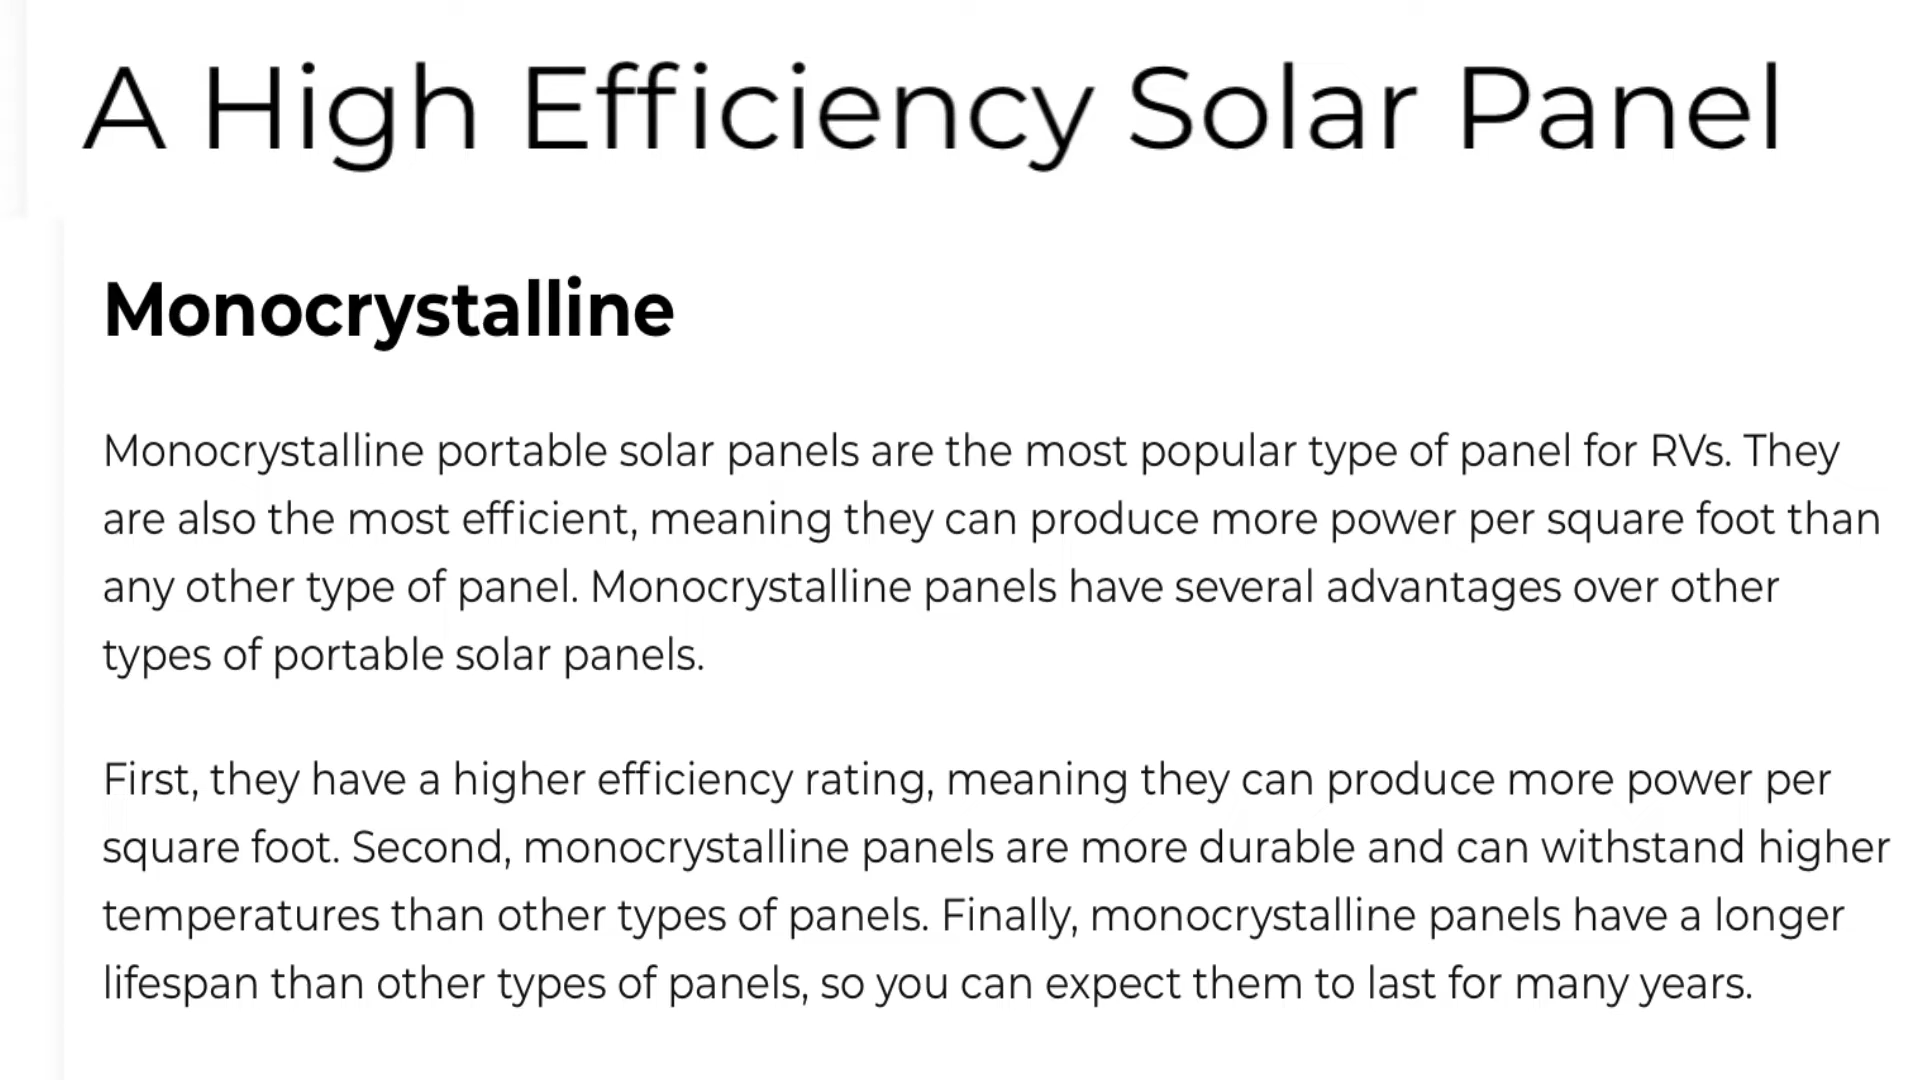 A High Efficiency Solar Panel
Monocrystalline
Monocrystalline portable solar panels are the most popular type of panel for RVs. They
are also the most efficient, meaning they can produce more power per square foot than
any other type of panel. Monocrystalline panels have several advantages over other
types of portable solar panels.
First, they have a higher efficiency rating, meaning they can produce more power per
square foot. Second, monocrystalline panels are more durable and can withstand higher
temperatures than other types of panels. Finally, monocrystalline panels have a longer
lifespan than other types of panels, so you can expect them to last for many years.